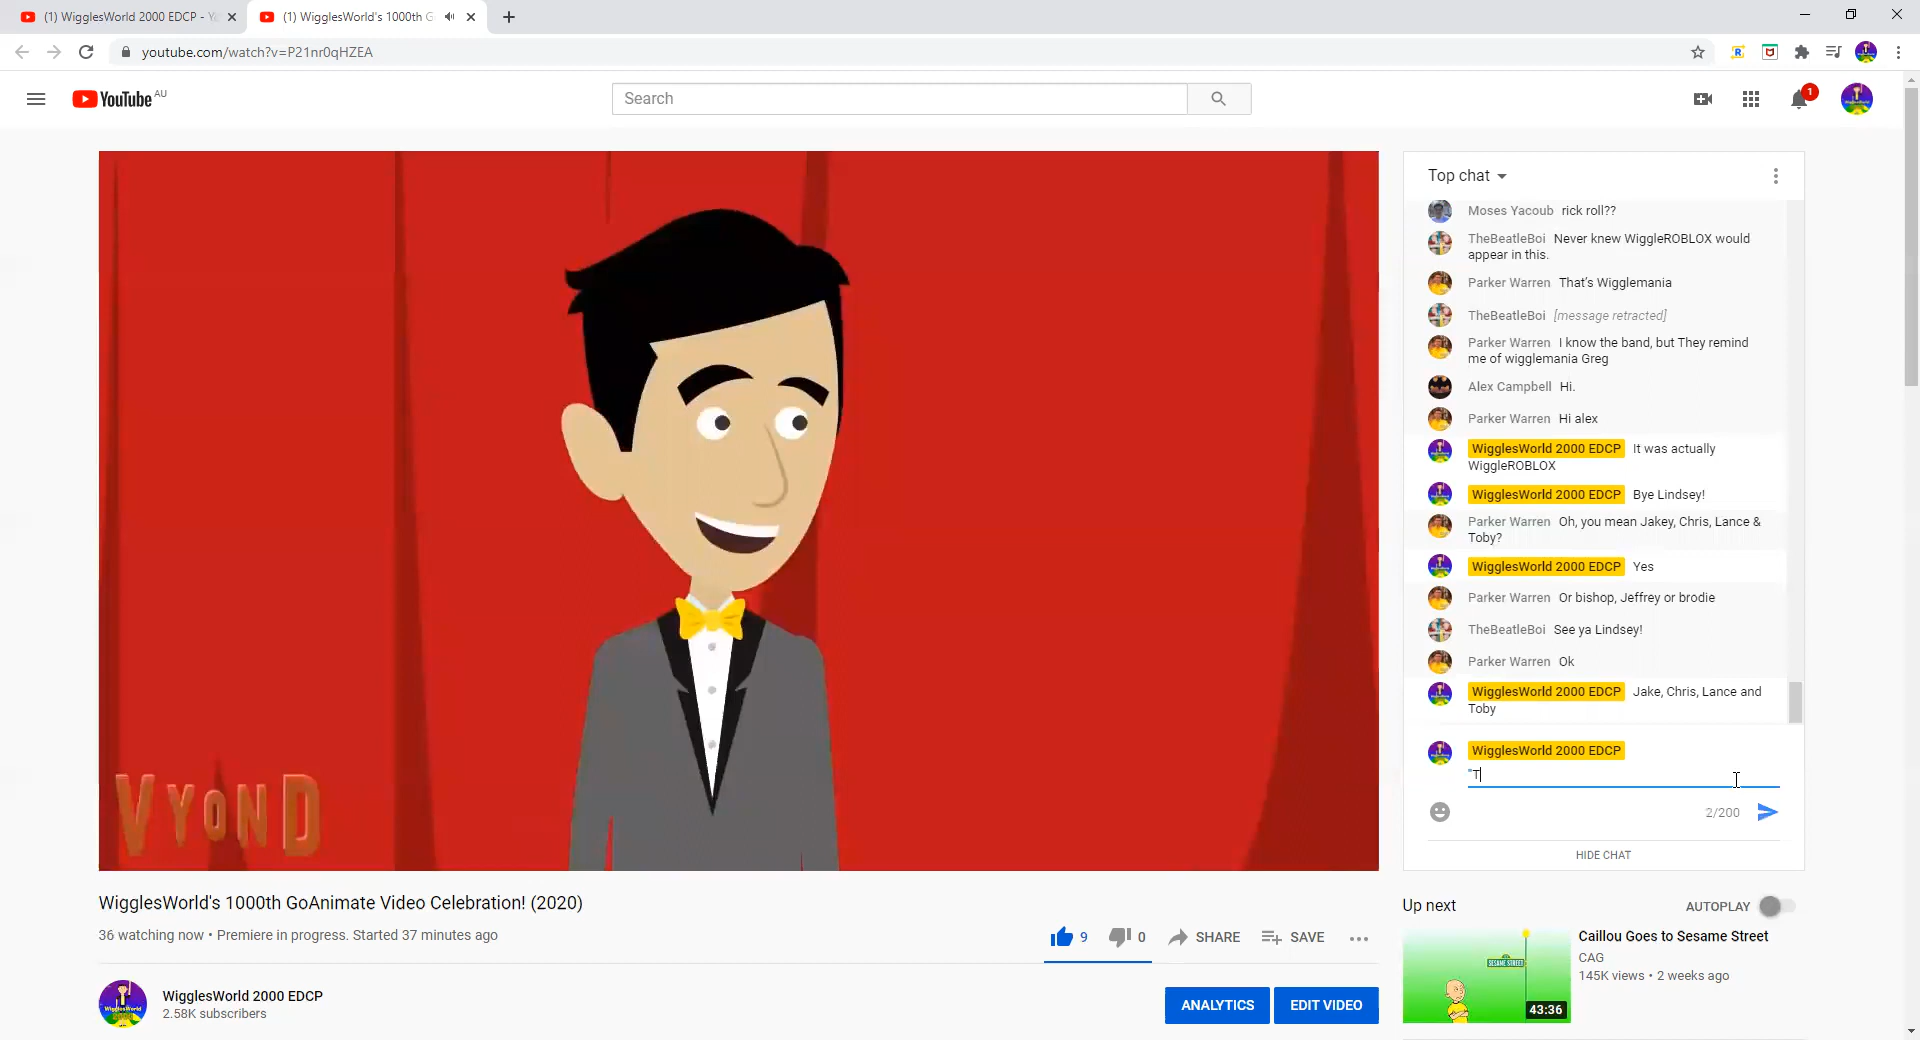 (1) WigglesWorld 2000 EDCP -
(1) WigglesWorld's 1000th G
youtube.com/watch?v=P21nr0qHZEA
YouTube AU
Search
1
VYOND
Top chat
Moses Yacoub rick roll??
TheBeatleBoi Never knew WiggleROBLOX would
appear in this.
Parker Warren That's Wigglemania
TheBeatleBoi [message retracted]
Parker Warren I know the band, but They remind
me of wigglemania Greg
Alex Campbell Hi.
Parker Warren Hi alex
WigglesWorld 2000 EDCP It was actually
WiggleROBLOX
WigglesWorld 2000 EDCP Bye Lindsey!
Parker Warren Oh, you mean Jakey, Chris, Lance &
Toby?
WigglesWorld 2000 EDCP Yes
Parker Warren Or bishop, Jeffrey or brodie
TheBeatleBoi See ya Lindsey!
Parker Warren Ok
WigglesWorld 2000 EDCP Jake, Chris, Lance and
Toby
WigglesWorld 2000 EDCP
"T
2/200
HIDE CHAT
WigglesWorld's 1000th GoAnimate Video Celebration! (2020)
36 watching now • Premiere in progress. Started 37 minutes ago
9 0 SHARE SAVE
WigglesWorld 2000 EDCP
2.58K subscribers
ANALYTICS EDIT VIDEO
Up next AUTOPLAY
SESAME STREET
43:36
Caillou Goes to Sesame Street
CAG
145K views • 2 weeks ago